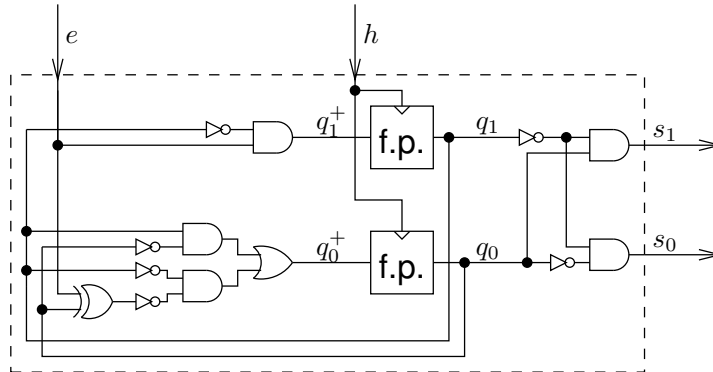 e h
q₁⁺ f.p. q₁ s₁
q₀⁺ f.p. q₀ s₀